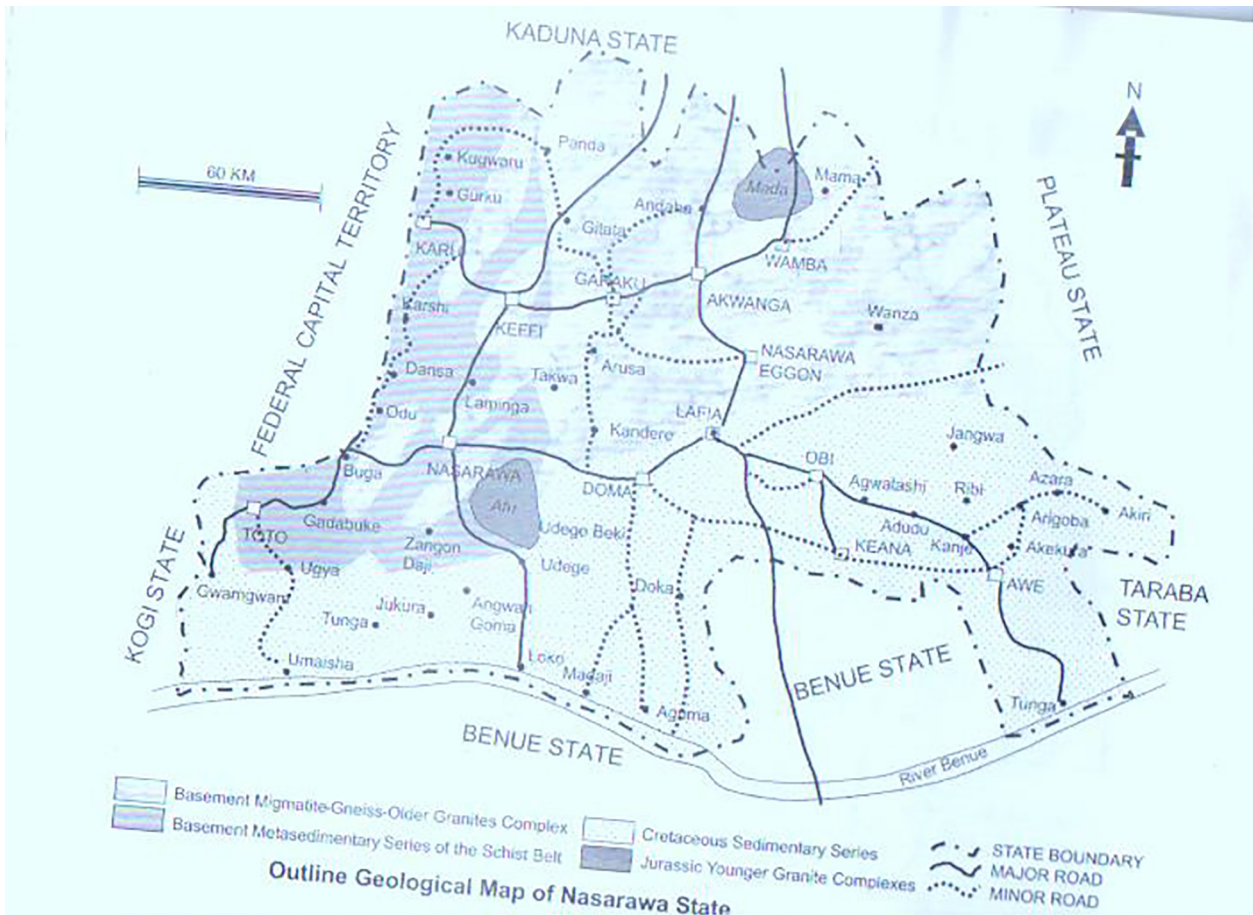 KADUNA STATE
N
60 KM
FEDERAL CAPITAL TERRITORY
PLATEAU STATE
Panda
Kugwaru
Gurku
Mada
Mama
Andaha
Gitata
KARU
WAMBA
GARAKU
AKWANGA
Karshi
KEFFI
Wanza
NASARAWA
EGGON
Arusa
Dansa
Takwa
Laminga
Odu
LAFIA
Kandere
Jangwa
Buga
NASARAWA
OBI
DOMA
Agwatashi
Ribi
Azara
Afu
Gadabuke
Arigoba
Akiri
TOTO
Udege Beki
Adudu
Zangon
Daji
KEANA
Kanje
Akekura
KOGI STATE
Ugya
Udege
Gwamgwam
Doka
AWE
TARABA
STATE
Jukura
Angwan
Goma
Tunga
Umaisha
Loko
Madaji
BENUE STATE
Agoma
Tunga
BENUE STATE
River Benue
Basement Migmatite-Gneiss-Older Granites Complex
Basement Metasedimentary Series of the Schist Belt
Cretaceous Sedimentary Series
Jurassic Younger Granite Complexes
STATE BOUNDARY
MAJOR ROAD
MINOR ROAD
Outline Geological Map of Nasarawa State